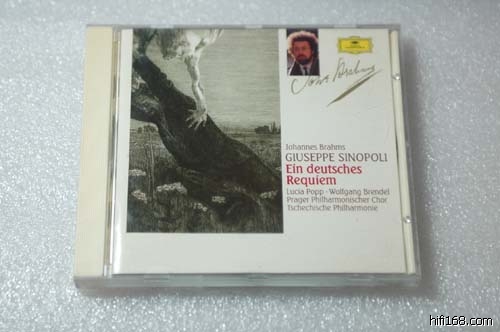 Johannes Brahms
GIUSEPPE SINOPOLI
Ein deutsches
Requiem
Lucia Popp · Wolfgang Brendel
Prager Philharmonischer Chor
Tschechische Philharmonie
hifi168.com